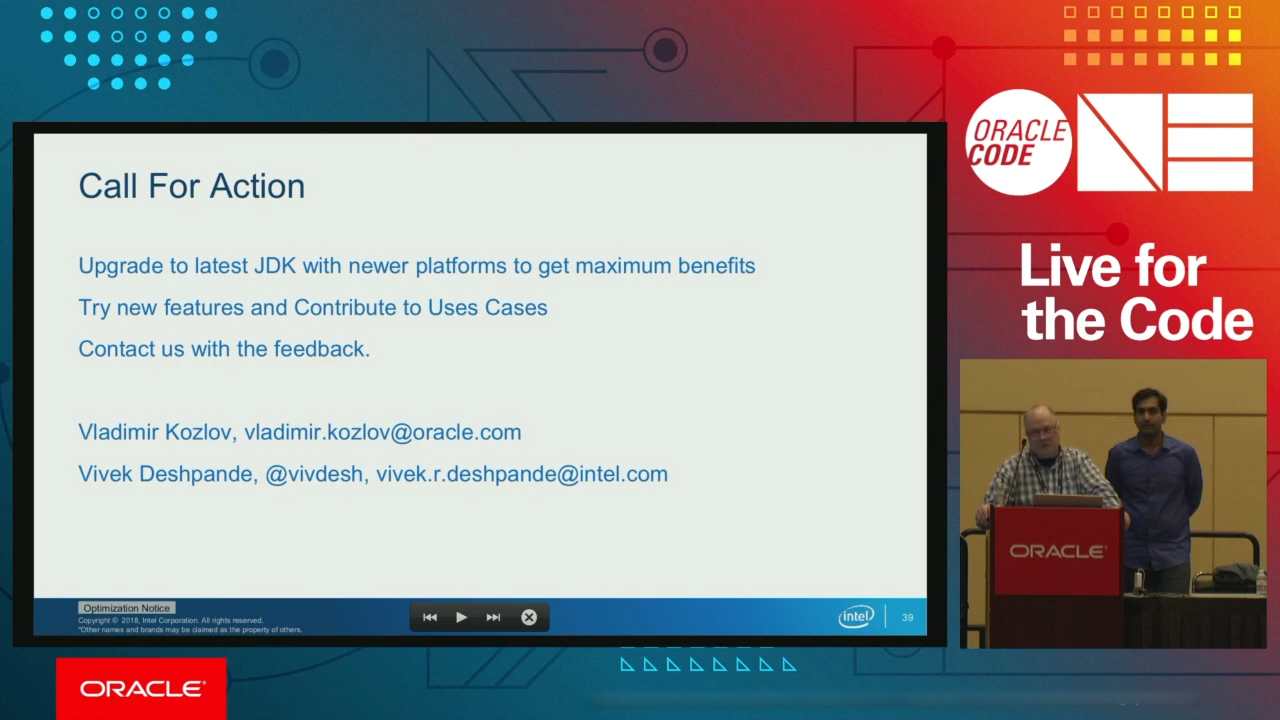 Call For Action
Upgrade to latest JDK with newer platforms to get maximum benefits
Try new features and Contribute to Uses Cases
Contact us with the feedback.
Vladimir Kozlov, vladimir.kozlov@oracle.com
Vivek Deshpande, @vivdesh, vivek.r.deshpande@intel.com
Optimization Notice
Copyright © 2018, Intel Corporation. All rights reserved.
*Other names and brands may be claimed as the property of others.
intel
39
ORACLE
CODE
ONE
Live for
the Code
ORACLE
ORACLE